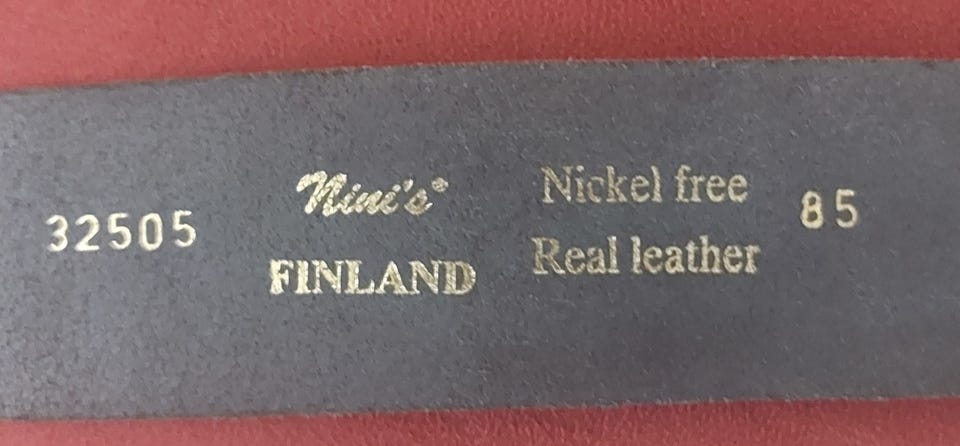 32505
Nini's®
FINLAND
Nickel free
Real leather
85